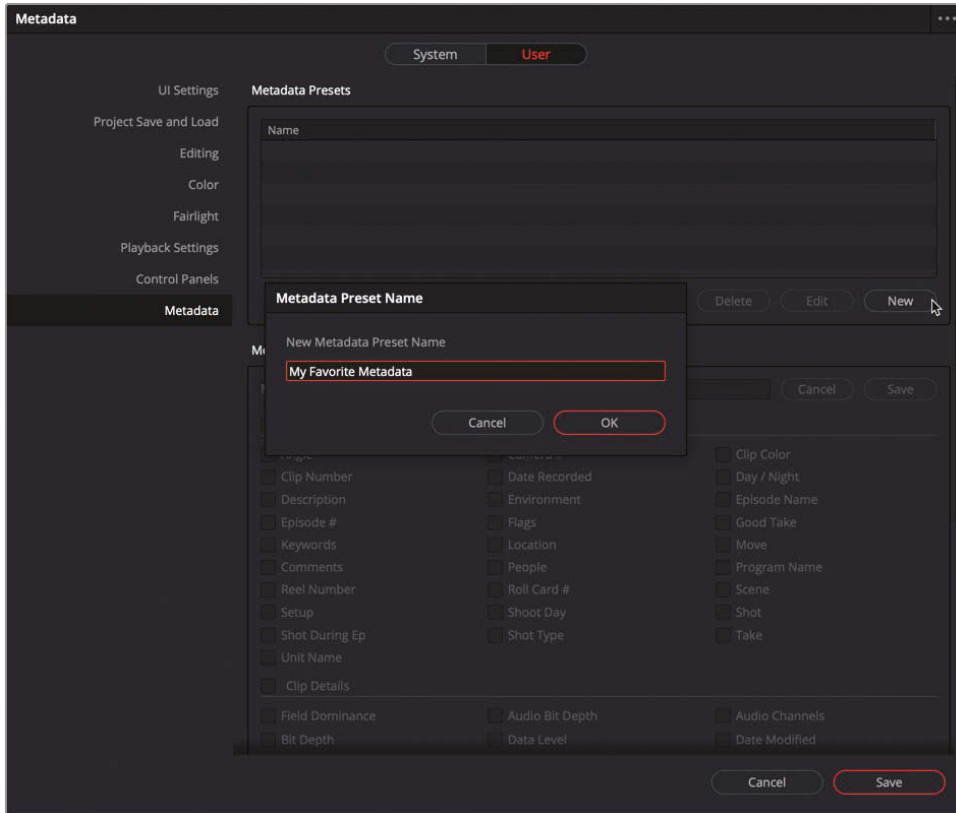 Metadata
System
User
UI Settings
Project Save and Load
Editing
Color
Fairlight
Playback Settings
Control Panels
Metadata
Metadata Presets
Name
Delete
Edit
New
Metadata Preset Name
New Metadata Preset Name
My Favorite Metadata
Cancel
OK
Cancel
Save
Clip Color
Clip Number
Date Recorded
Day / Night
Description
Environment
Episode Name
Episode #
Flags
Good Take
Keywords
Location
Move
Comments
People
Program Name
Reel Number
Roll Card #
Scene
Setup
Shoot Day
Shot
Shot During Ep
Shot Type
Take
Unit Name
Clip Details
Field Dominance
Audio Bit Depth
Audio Channels
Bit Depth
Data Level
Date Modified
Cancel
Save